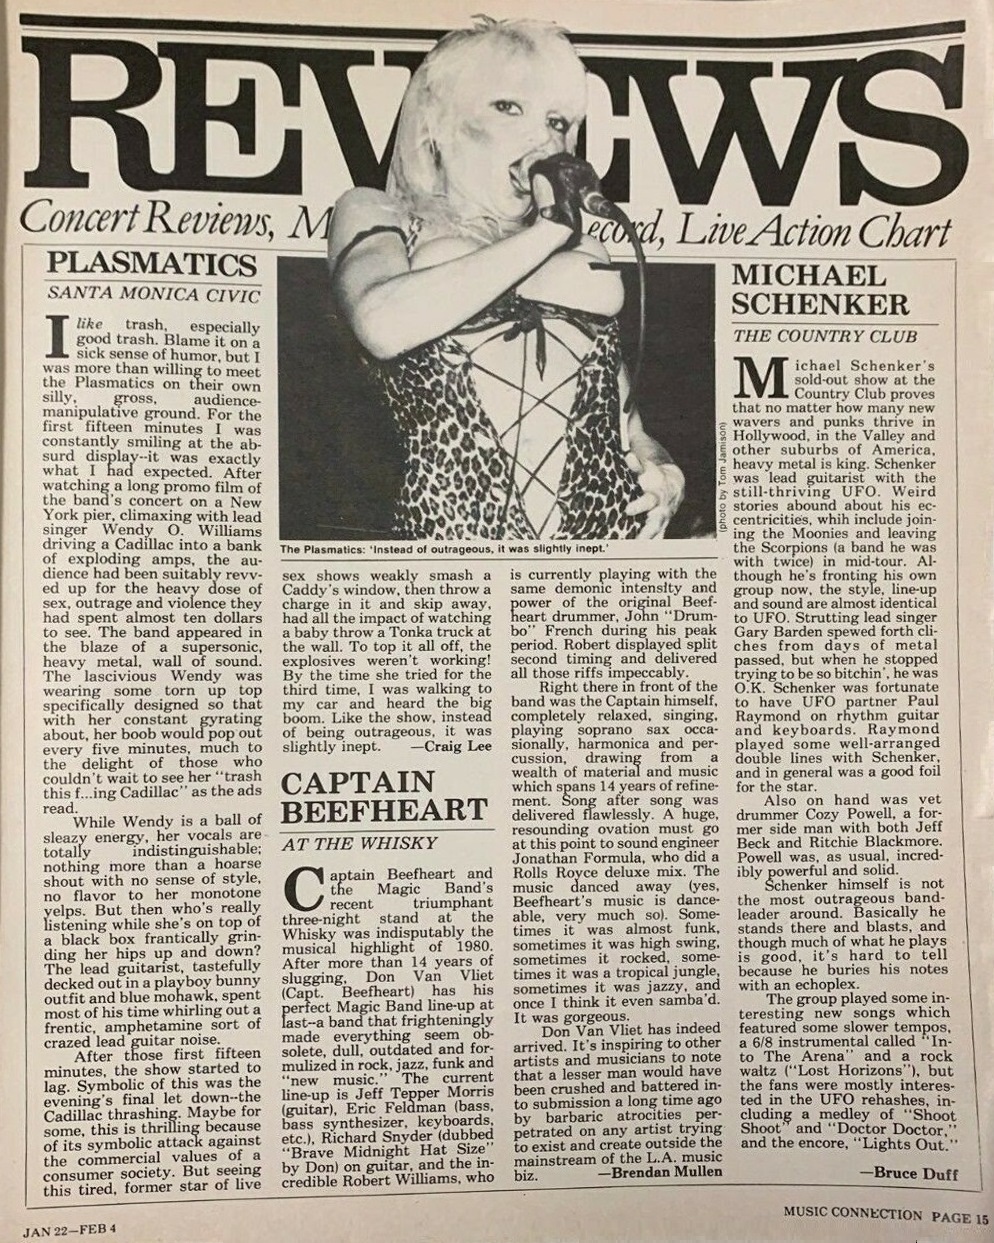 REVIEWS
Concert Reviews, M ecord, Live Action Chart
PLASMATICS
SANTA MONICA CIVIC
I like trash, especially
good trash. Blame it on a
sick sense of humor, but I
was more than willing to meet
the Plasmatics on their own
silly, gross, audience-
manipulative ground. For the
first fifteen minutes I was
constantly smiling at the ab-
surd display--it was exactly
what I had expected. After
watching a long promo film of
the band's concert on a New
York pier, climaxing with lead
singer Wendy O. Williams
driving a Cadillac into a bank
of exploding amps, the au-
dience had been suitably revv-
ed up for the heavy dose of
sex, outrage and violence they
had spent almost ten dollars
to see. The band appeared in
the blaze of a supersonic,
heavy metal, wall of sound.
The lascivious Wendy was
wearing some torn up top
specifically designed so that
with her constant gyrating
about, her boob would pop out
every five minutes, much to
the delight of those who
couldn't wait to see her "trash
this f...ing Cadillac" as the ads
read.
While Wendy is a ball of
sleazy energy, her vocals are
totally indistinguishable;
nothing more than a hoarse
shout with no sense of style,
no flavor to her monotone
yelps. But then who's really
listening while she's on top of
a black box frantically grin-
ding her hips up and down?
The lead guitarist, tastefully
decked out in a playboy bunny
outfit and blue mohawk, spent
most of his time whirling out a
frentic, amphetamine sort of
crazed lead guitar noise.
After those first fifteen
minutes, the show started to
lag. Symbolic of this was the
evening's final let down--the
Cadillac thrashing. Maybe for
some, this is thrilling because
of its symbolic attack against
the commercial values of a
consumer society. But seeing
this tired, former star of live
(photo by Tom Jamison)
The Plasmatics: 'Instead of outrageous, it was slightly inept.'
sex shows weakly smash a
Caddy's window, then throw a
charge in it and skip away,
had all the impact of watching
a baby throw a Tonka truck at
the wall. To top it all off, the
explosives weren't working!
By the time she tried for the
third time, I was walking to
my car and heard the big
boom. Like the show, instead
of being outrageous, it was
slightly inept. —Craig Lee
CAPTAIN
BEEFHEART
AT THE WHISKY
Captain Beefheart and
the Magic Band's
recent triumphant
three-night stand at the
Whisky was indisputably the
musical highlight of 1980.
After more than 14 years of
slugging, Don Van Vliet
(Capt. Beefheart) has his
perfect Magic Band line-up at
last--a band that frighteningly
made everything seem ob-
solete, dull, outdated and for-
mulized in rock, jazz, funk and
"new music." The current
line-up is Jeff Tepper Morris
(guitar), Eric Feldman (bass,
bass synthesizer, keyboards,
etc.), Richard Snyder (dubbed
"Brave Midnight Hat Size"
by Don) on guitar, and the in-
credible Robert Williams, who
is currently playing with the
same demonic intensity and
power of the original Beef-
heart drummer, John "Drum-
bo" French during his peak
period. Robert displayed split
second timing and delivered
all those riffs impeccably.
Right there in front of the
band was the Captain himself,
completely relaxed, singing,
playing soprano sax occa-
sionally, harmonica and per-
cussion, drawing from a
wealth of material and music
which spans 14 years of refine-
ment. Song after song was
delivered flawlessly. A huge,
resounding ovation must go
at this point to sound engineer
Jonathan Formula, who did a
Rolls Royce deluxe mix. The
music danced away (yes,
Beefheart's music is dance-
able, very much so). Some-
times it was almost funk,
sometimes it was high swing,
sometimes it rocked, some-
times it was a tropical jungle,
sometimes it was jazzy, and
once I think it even samba'd.
It was gorgeous.
Don Van Vliet has indeed
arrived. It's inspiring to other
artists and musicians to note
that a lesser man would have
been crushed and battered in-
to submission a long time ago
by barbaric atrocities per-
petrated on any artist trying
to exist and create outside the
mainstream of the L.A. music
biz. —Brendan Mullen
MICHAEL
SCHENKER
THE COUNTRY CLUB
Michael Schenker's
sold-out show at the
Country Club proves
that no matter how many new
wavers and punks thrive in
Hollywood, in the Valley and
other suburbs of America,
heavy metal is king. Schenker
was lead guitarist with the
still-thriving UFO. Weird
stories abound about his ec-
centricities, whih include join-
ing the Moonies and leaving
the Scorpions (a band he was
with twice) in mid-tour. Al-
though he's fronting his own
group now, the style, line-up
and sound are almost identical
to UFO. Strutting lead singer
Gary Barden spewed forth cli-
ches from days of metal
passed, but when he stopped
trying to be so bitchin', he was
O.K. Schenker was fortunate
to have UFO partner Paul
Raymond on rhythm guitar
and keyboards. Raymond
played some well-arranged
double lines with Schenker,
and in general was a good foil
for the star.
Also on hand was vet
drummer Cozy Powell, a for-
mer side man with both Jeff
Beck and Ritchie Blackmore.
Powell was, as usual, incred-
ibly powerful and solid.
Schenker himself is not
the most outrageous band-
leader around. Basically he
stands there and blasts, and
though much of what he plays
is good, it's hard to tell
because he buries his notes
with an echoplex.
The group played some in-
teresting new songs which
featured some slower tempos,
a 6/8 instrumental called "In-
to The Arena" and a rock
waltz ("Lost Horizons"), but
the fans were mostly interes-
ted in the UFO rehashes, in-
cluding a medley of "Shoot
Shoot" and "Doctor Doctor,"
and the encore, "Lights Out."
—Bruce Duff
JAN 22—FEB 4
MUSIC CONNECTION PAGE 15